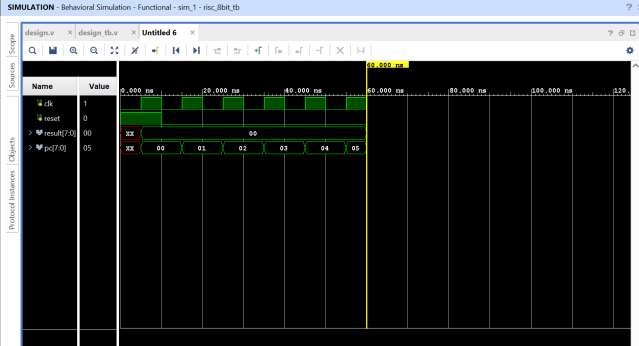 SIMULATION - Behavioral Simulation - Functional - sim_1 - risc_8bit_tb
design.v × design_tb.v × Untitled 6 ×
Scope
Sources
Objects
Protocol Instances
60.000 ns
Name Value
0.000 ns 20.000 ns 40.000 ns 60.000 ns 80.000 ns 100.000 ns 120.
clk 1
reset 0
result[7:0] 00 XX 00
pc[7:0] 05 XX 00 01 02 03 04 05